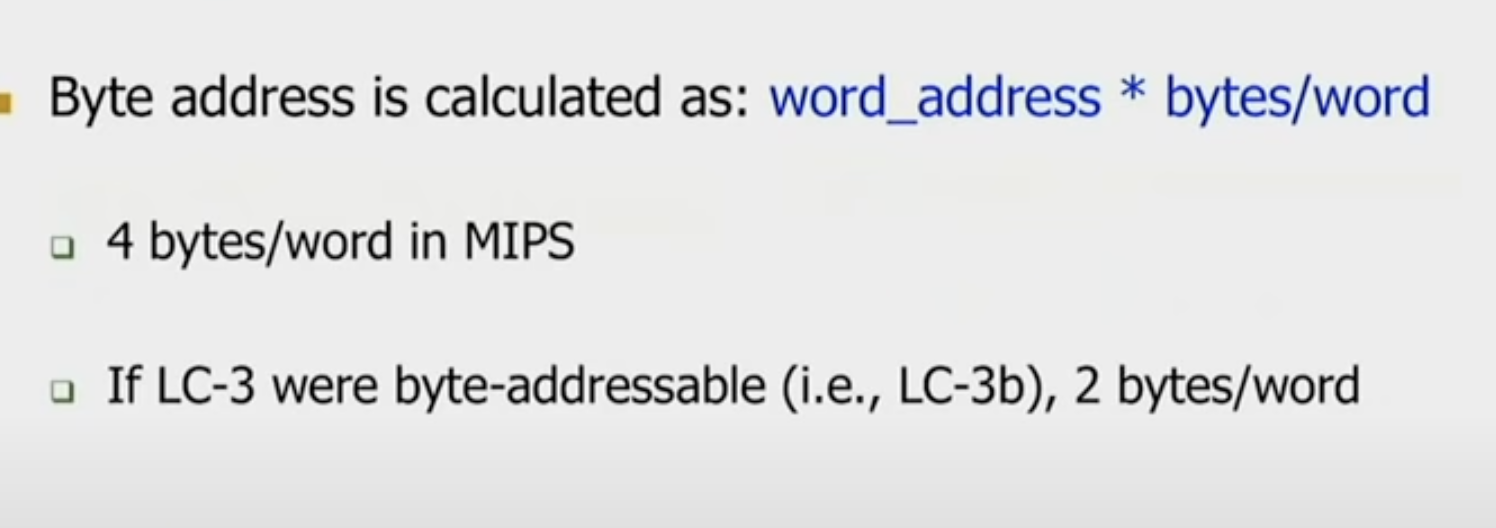 Byte address is calculated as: word_address * bytes/word
4 bytes/word in MIPS
If LC-3 were byte-addressable (i.e., LC-3b), 2 bytes/word